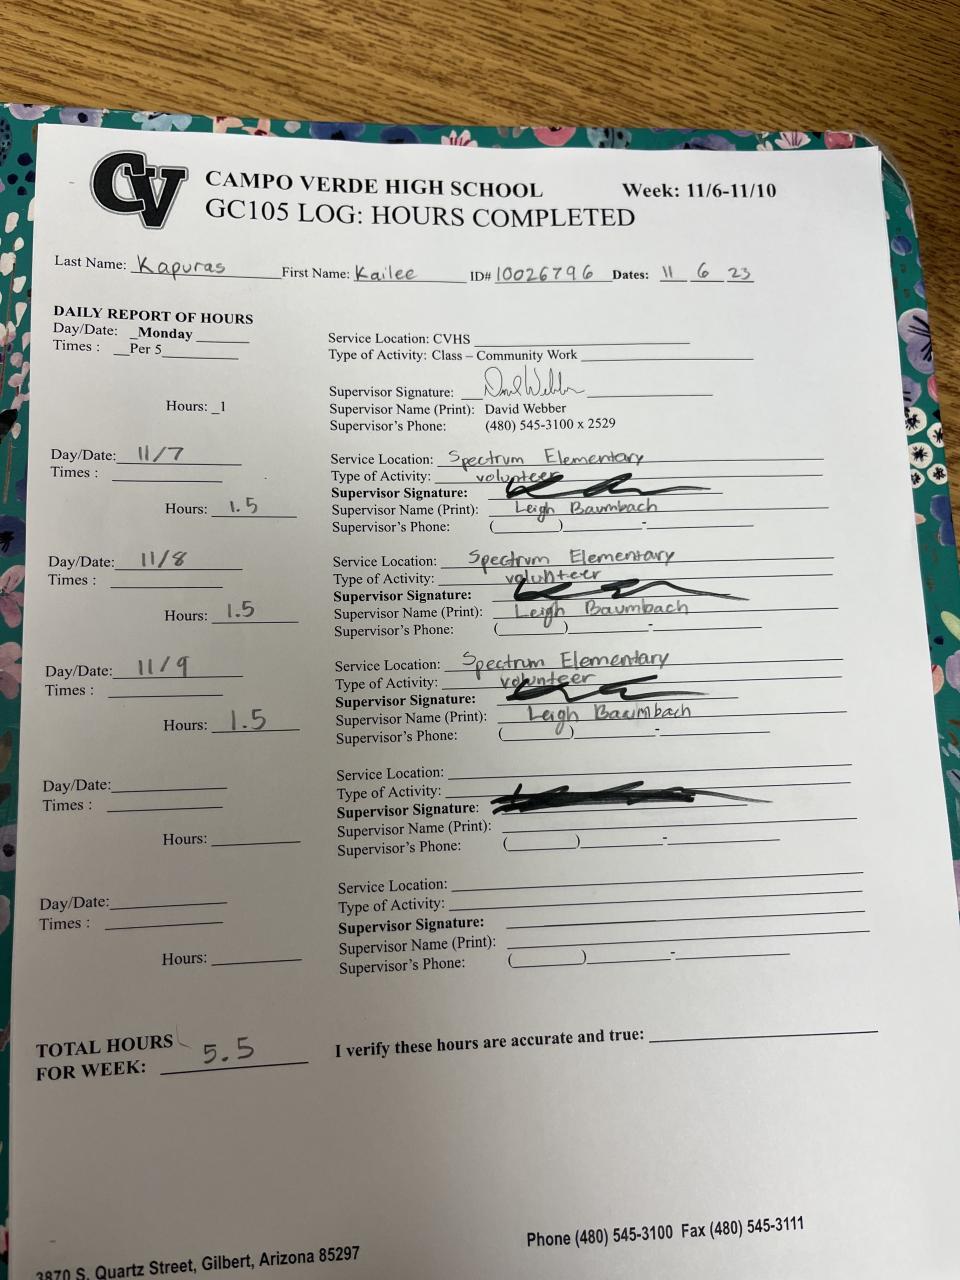 CV
CAMPO VERDE HIGH SCHOOL Week: 11/6-11/10
GC105 LOG: HOURS COMPLETED
Last Name: Kapuras First Name: Kailee ID# 10026796 Dates: 11 6 23
DAILY REPORT OF HOURS
Day/Date: _Monday
Times : __Per 5
Hours: _1
Service Location: CVHS
Type of Activity: Class – Community Work
Supervisor Signature: David Webber
Supervisor Name (Print): David Webber
Supervisor's Phone: (480) 545-3100 x 2529
Day/Date: 11/7
Times :
Hours: 1.5
Service Location: Spectrum Elementary
Type of Activity: volunteer
Supervisor Signature:
Supervisor Name (Print): Leigh Baumbach
Supervisor's Phone: ( ) -
Day/Date: 11/8
Times :
Hours: 1.5
Service Location: Spectrum Elementary
Type of Activity: volunteer
Supervisor Signature:
Supervisor Name (Print): Leigh Baumbach
Supervisor's Phone: ( ) -
Day/Date: 11/9
Times :
Hours: 1.5
Service Location: Spectrum Elementary
Type of Activity: volunteer
Supervisor Signature:
Supervisor Name (Print): Leigh Baumbach
Supervisor's Phone: ( ) -
Day/Date:
Times :
Hours:
Service Location:
Type of Activity:
Supervisor Signature:
Supervisor Name (Print):
Supervisor's Phone: ( ) -
Day/Date:
Times :
Hours:
Service Location:
Type of Activity:
Supervisor Signature:
Supervisor Name (Print):
Supervisor's Phone: ( ) -
TOTAL HOURS
FOR WEEK: 5.5 I verify these hours are accurate and true:
3870 S. Quartz Street, Gilbert, Arizona 85297 Phone (480) 545-3100 Fax (480) 545-3111